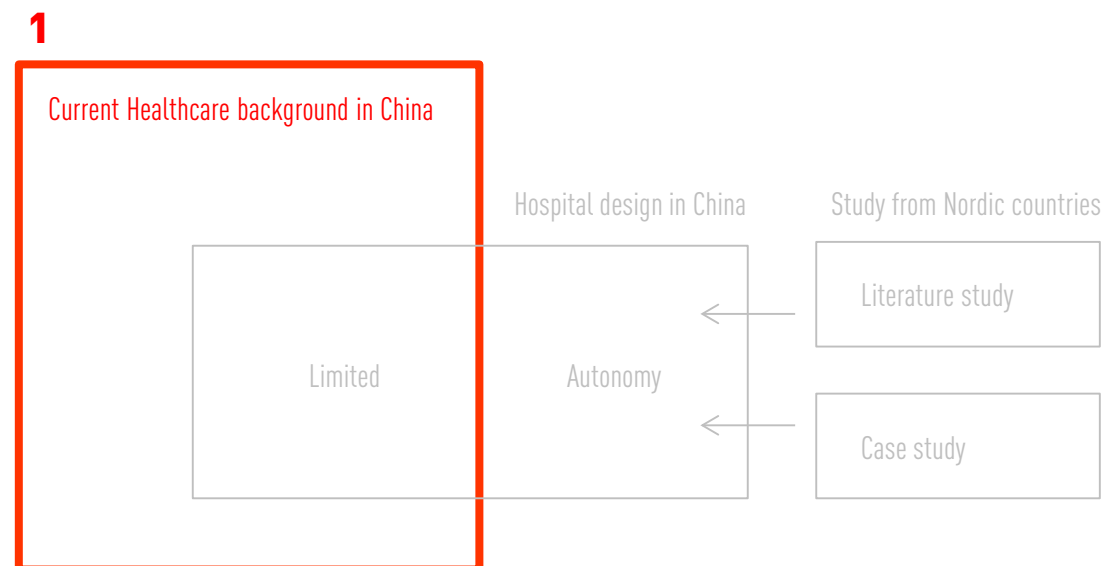 1
Current Healthcare background in China
Hospital design in China
Study from Nordic countries
Literature study
Limited
Autonomy
Case study